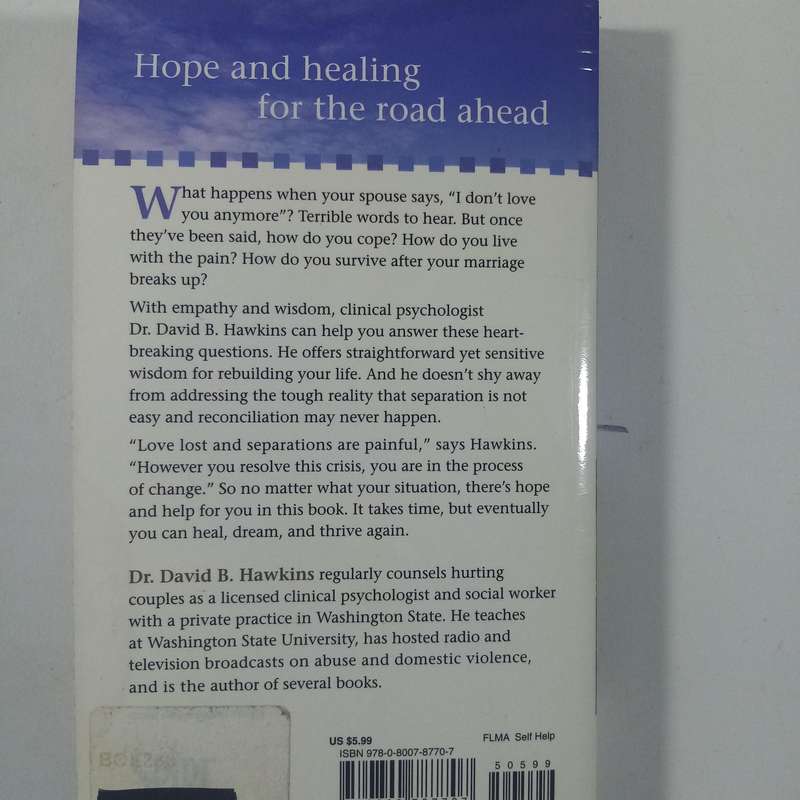 Hope and healing
for the road ahead
What happens when your spouse says, “I don’t love
you anymore”? Terrible words to hear. But once
they’ve been said, how do you cope? How do you live
with the pain? How do you survive after your marriage
breaks up?
With empathy and wisdom, clinical psychologist
Dr. David B. Hawkins can help you answer these heart-
breaking questions. He offers straightforward yet sensitive
wisdom for rebuilding your life. And he doesn’t shy away
from addressing the tough reality that separation is not
easy and reconciliation may never happen.
“Love lost and separations are painful,” says Hawkins.
“However you resolve this crisis, you are in the process
of change.” So no matter what your situation, there’s hope
and help for you in this book. It takes time, but eventually
you can heal, dream, and thrive again.
Dr. David B. Hawkins regularly counsels hurting
couples as a licensed clinical psychologist and social worker
with a private practice in Washington State. He teaches
at Washington State University, has hosted radio and
television broadcasts on abuse and domestic violence,
and is the author of several books.
US $5.99
FLMA Self Help
ISBN 978-0-8007-8770-7
50599